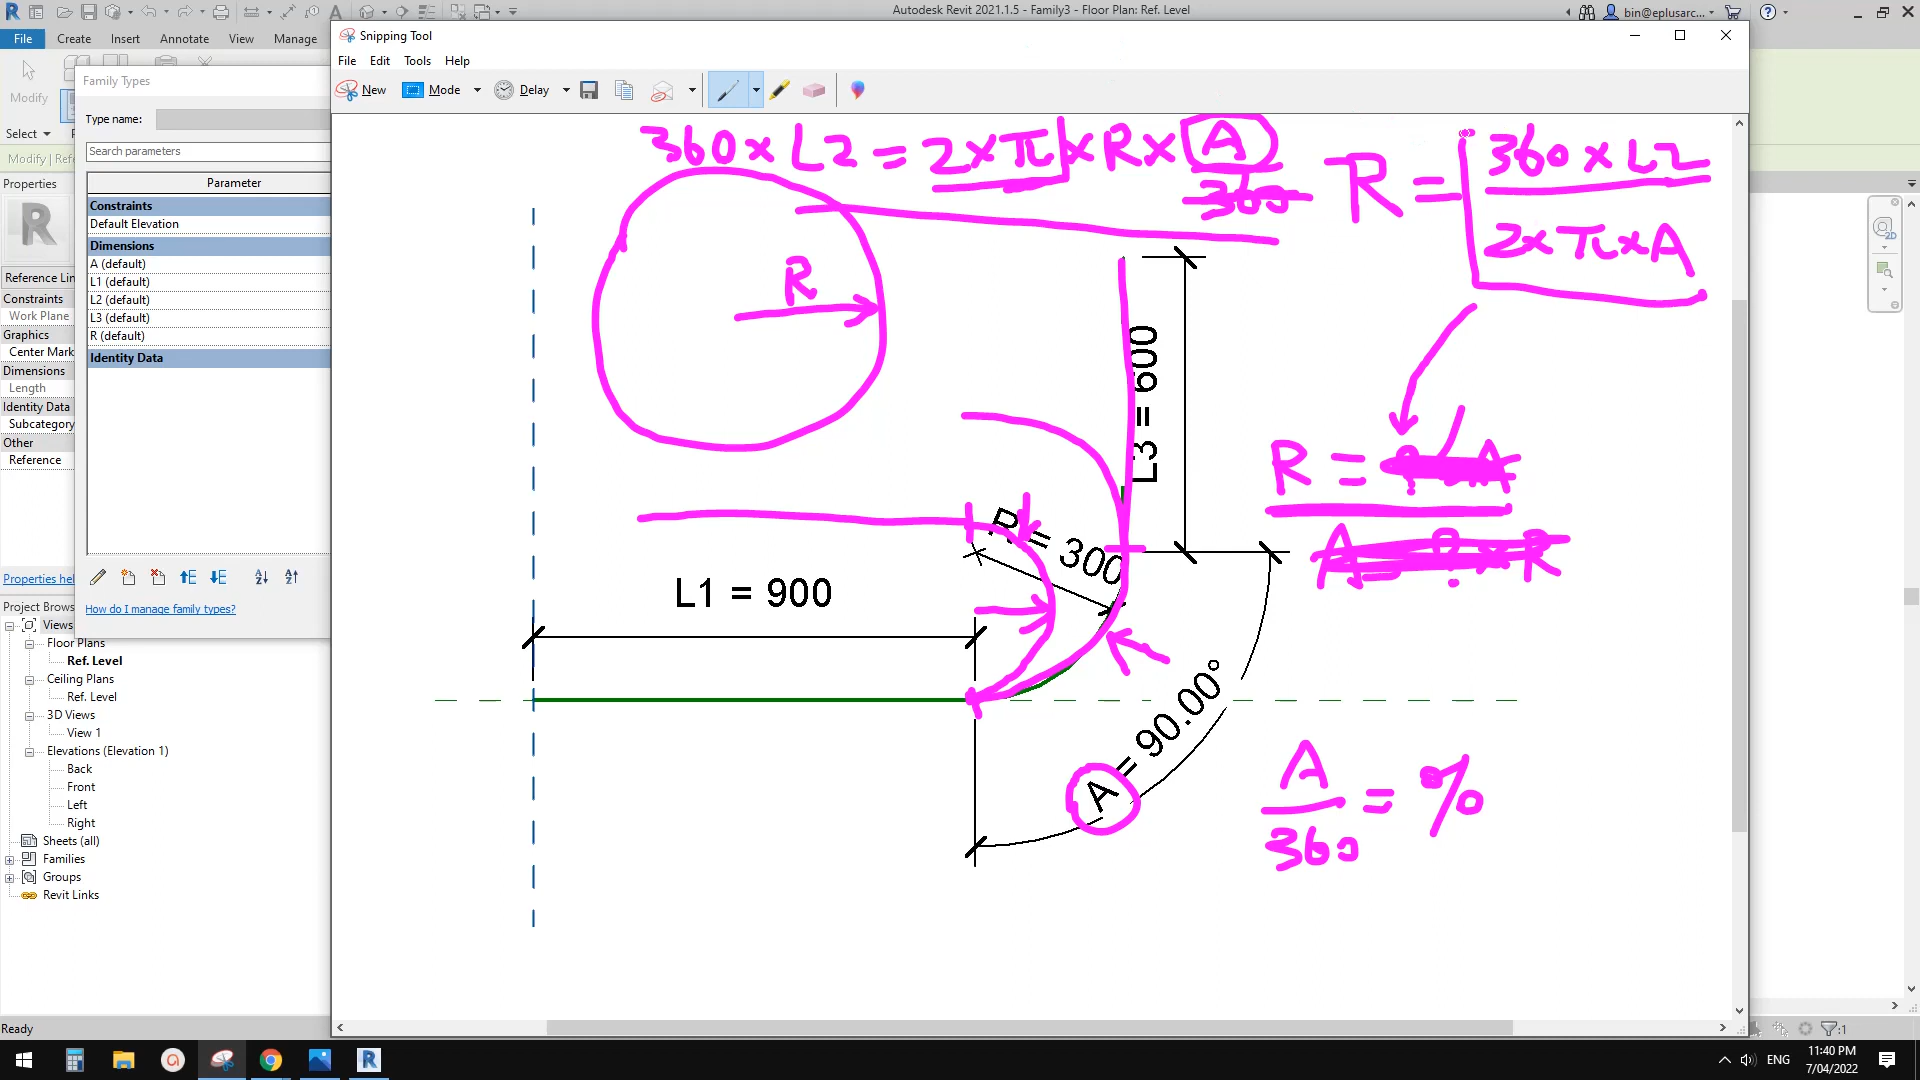 Autodesk Revit 2021.1.5 - Family3 - Floor Plan: Ref. Level
bin@eplusarc...
File Create Insert Annotate View Manage
Modify
Select
Modify | Refe
Properties
Reference Lin
Constraints
Work Plane
Graphics
Center Mark
Dimensions
Length
Identity Data
Subcategory
Other
Reference
Properties hel
Project Brows
Views
Floor Plans
Ref. Level
Ceiling Plans
Ref. Level
3D Views
View 1
Elevations (Elevation 1)
Back
Front
Left
Right
Sheets (all)
Families
Groups
Revit Links
Ready
Family Types
Type name:
Search parameters
Parameter
Constraints
Default Elevation
Dimensions
A (default)
L1 (default)
L2 (default)
L3 (default)
R (default)
Identity Data
How do I manage family types?
Snipping Tool
File Edit Tools Help
New Mode Delay
360 × L2 = 2 × π × R × A
360
R = 360 × L2
2 × π × A
R
L3 = 600
R = 300
R =
L1 = 900
A = 90.00°
A
360 = %
:1
ENG
11:40 PM
7/04/2022